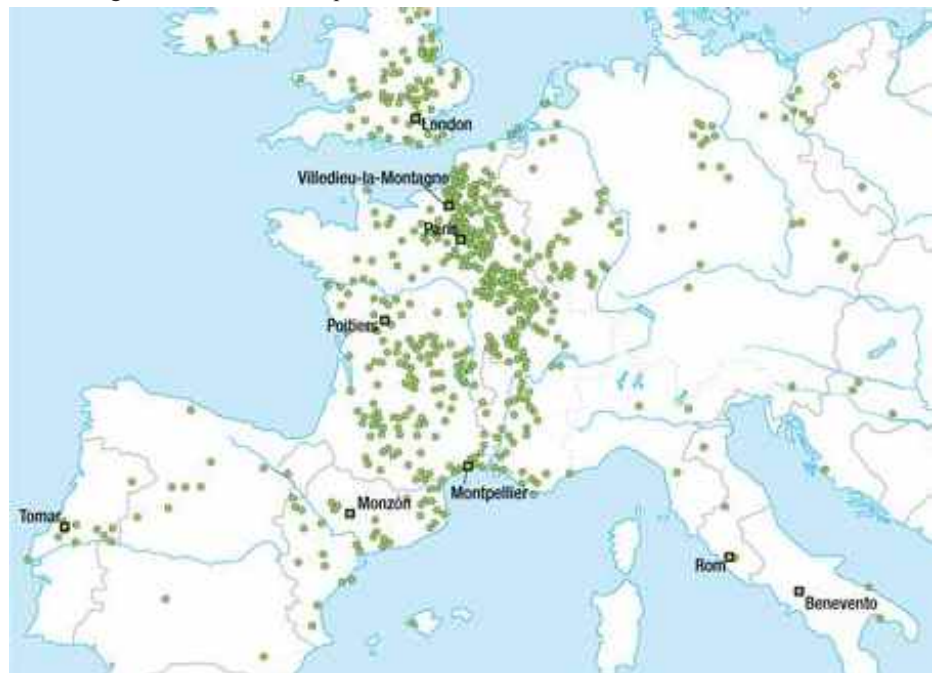 London
Villedieu-la-Montagne
Paris
Poitiers
Tomar
Monzón
Montpellier
Rom
Benevento